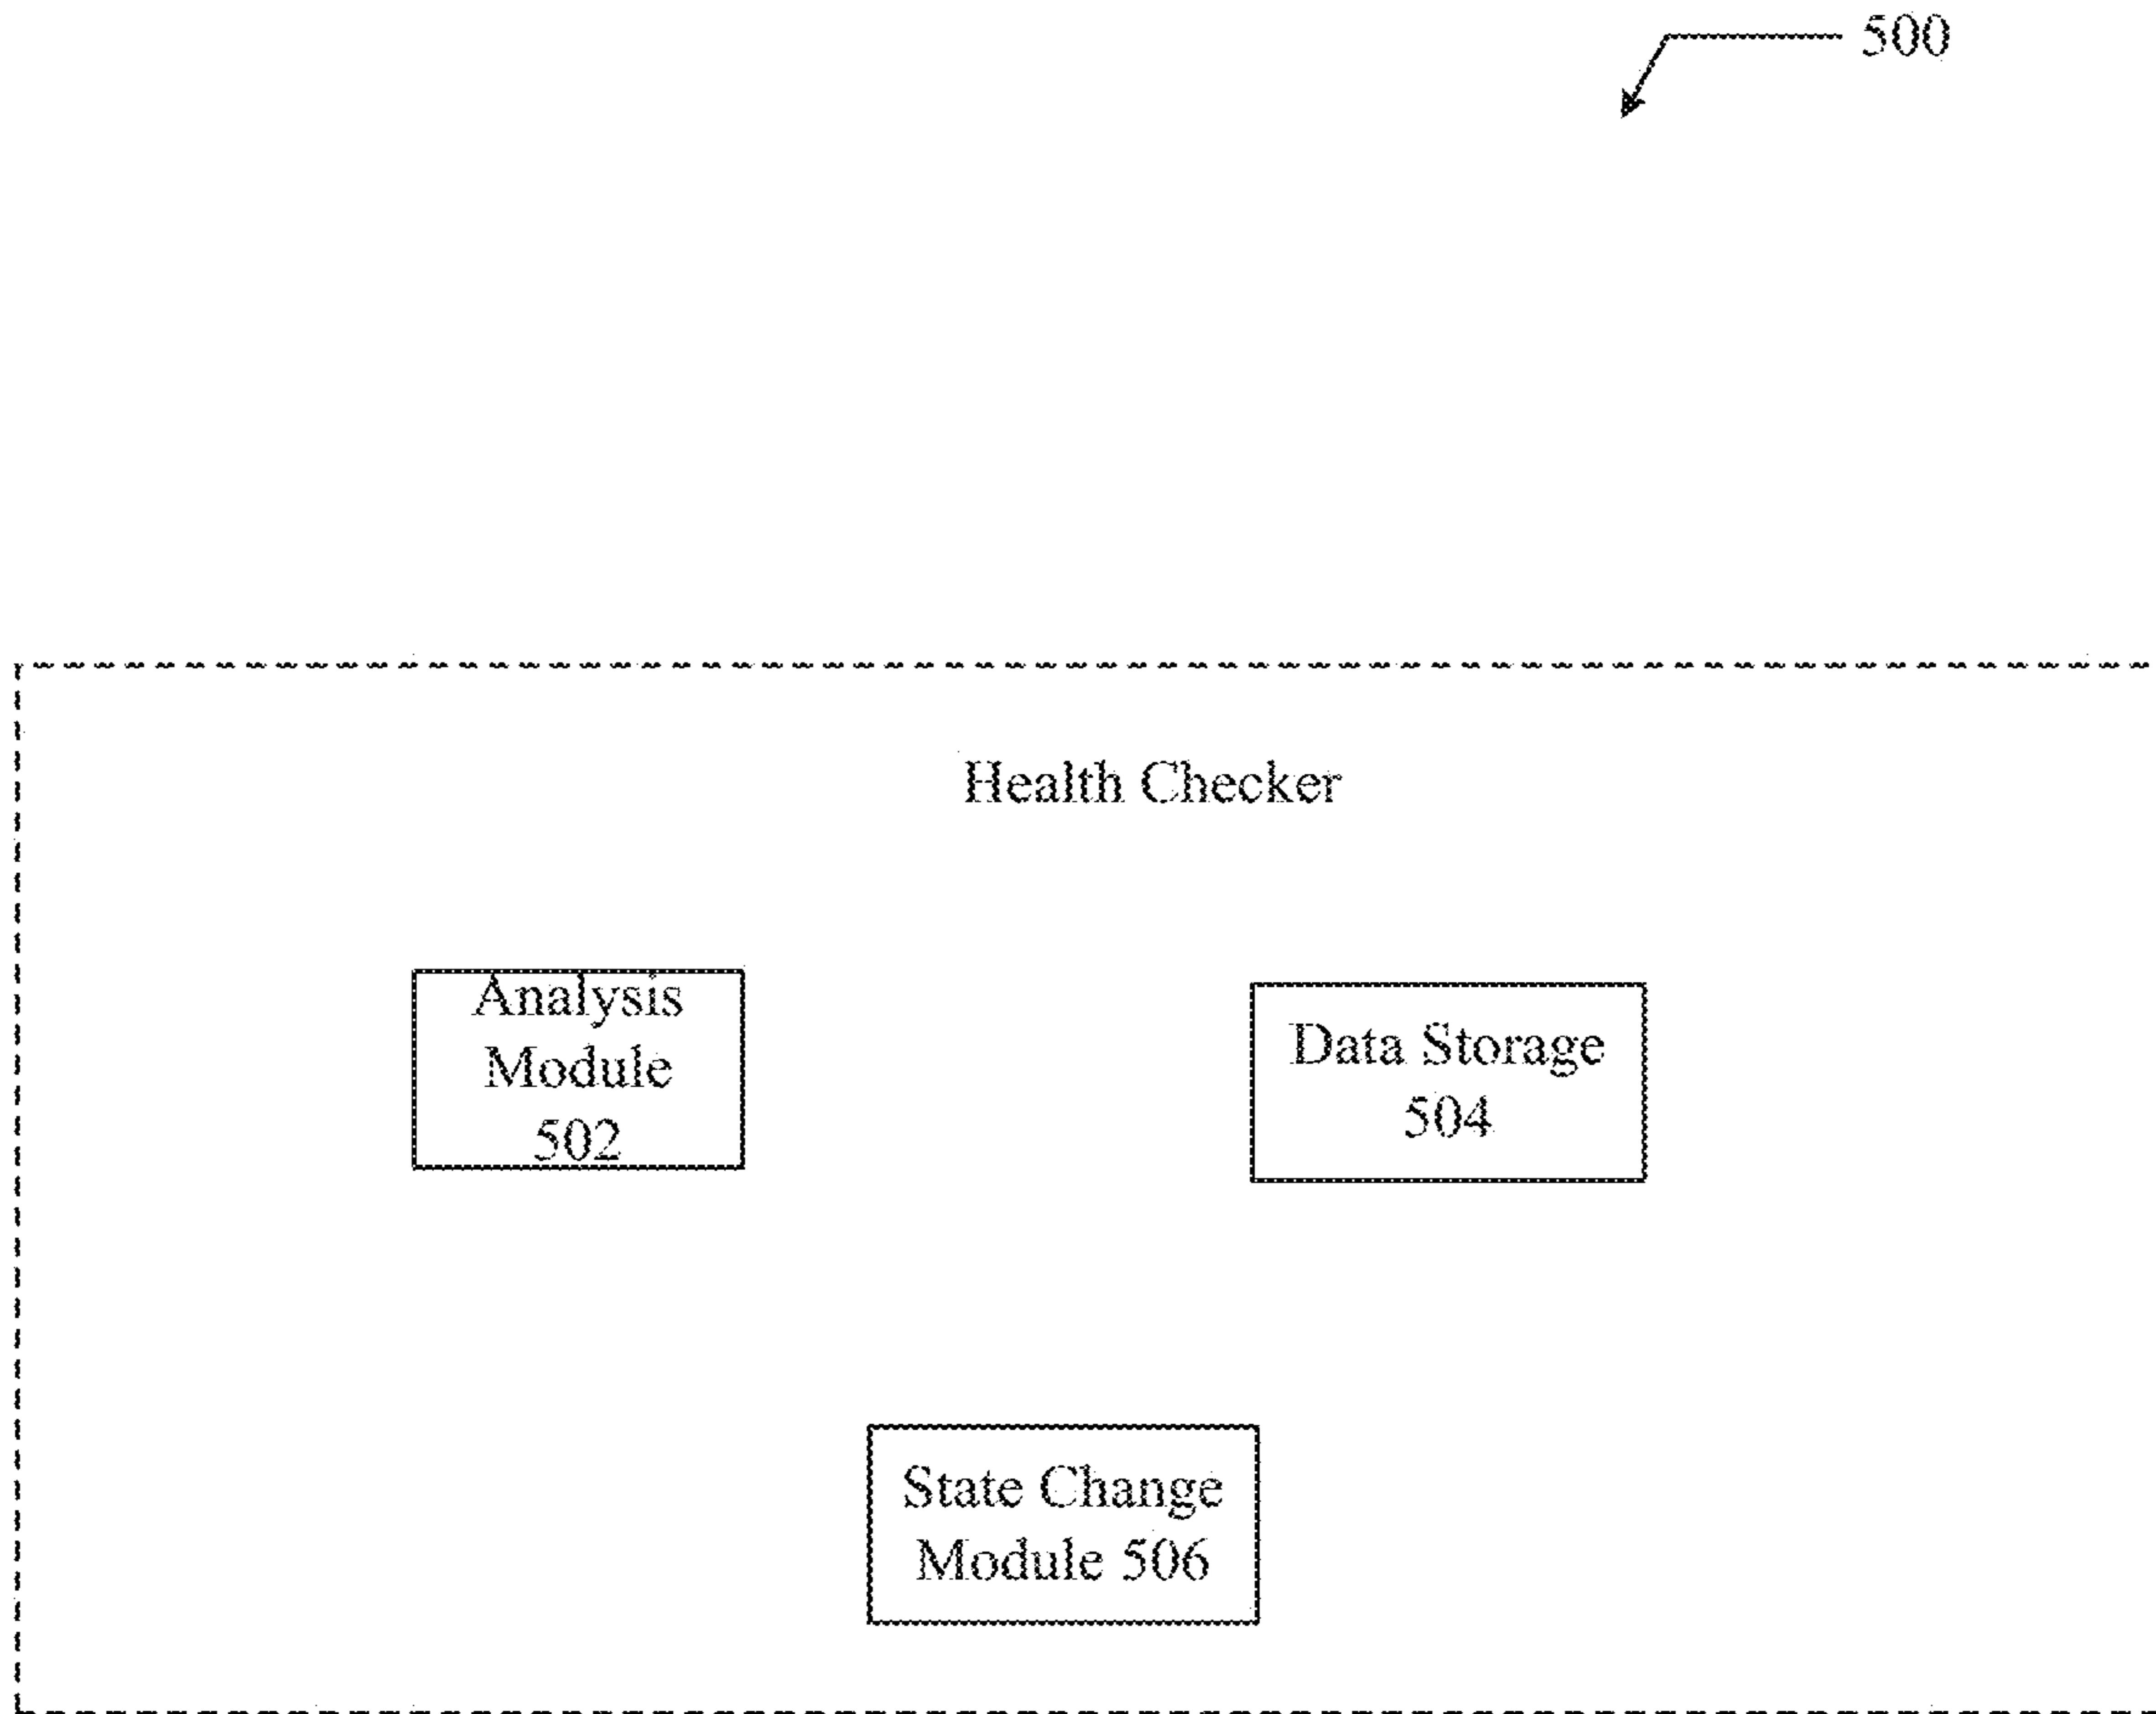 500
Health Checker
Analysis
Module
502
Data Storage
504
State Change
Module 506